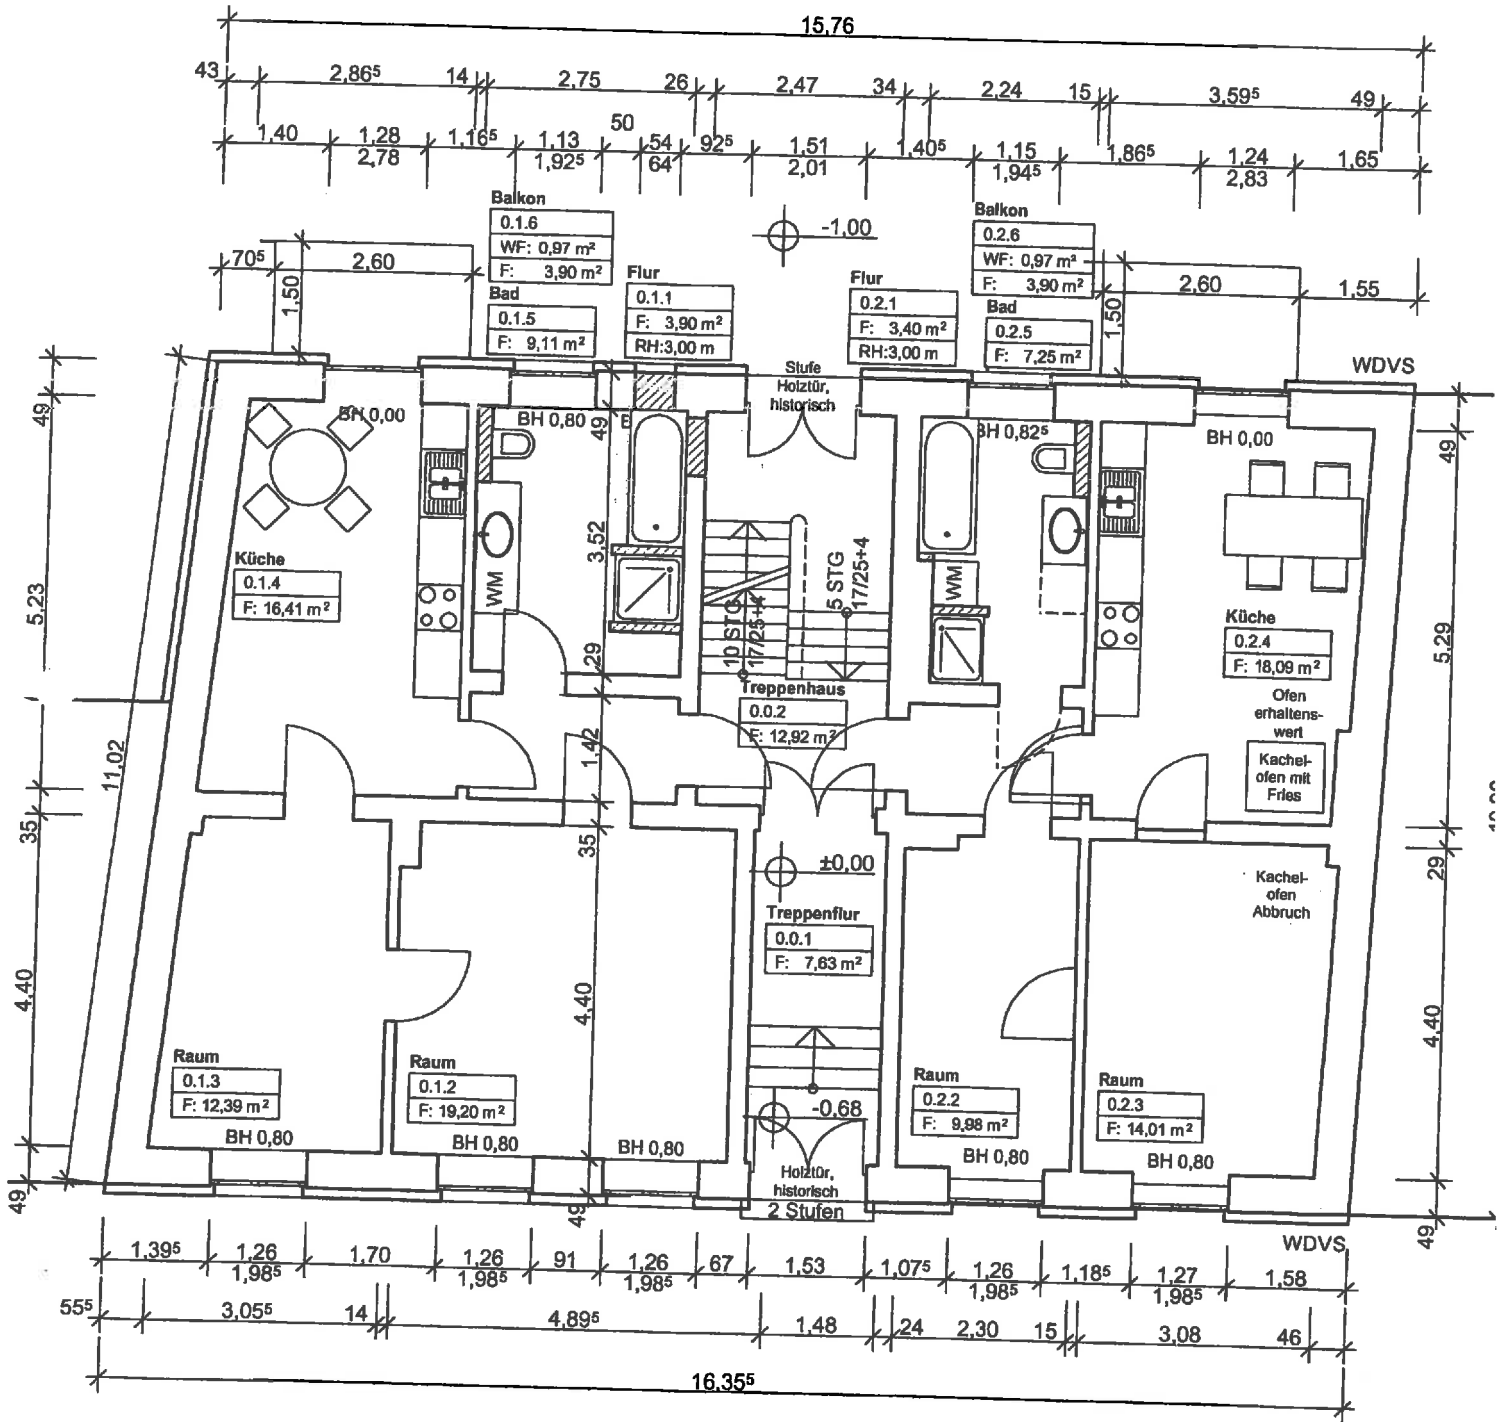 15,76
43 2,86⁵ 14 2,75 26 2,47 34 2,24 15 3,59⁵ 49
1,40 1,28 1,16⁵ 1,13 50 54 92⁵ 1,51 1,40⁵ 1,15 1,86⁵ 1,24 1,65
2,78 1,92⁵ 64 2,01 1,94⁵ 2,83
70⁵ 2,60 1,50
-1,00
2,60 1,55 1,50
Balkon
0.1.6
WF: 0,97 m²
F: 3,90 m²
Bad
0.1.5
F: 9,11 m²
Flur
0.1.1
F: 3,90 m²
RH:3,00 m
Flur
0.2.1
F: 3,40 m²
RH:3,00 m
Balkon
0.2.6
WF: 0,97 m²
F: 3,90 m²
Bad
0.2.5
F: 7,25 m²
WDVS
Stufe
Holztür,
historisch
BH 0,00
BH 0,80
BH 0,82⁵
BH 0,00
49
5,23
35
4,40
49
11,02
49
3,52
29
1,42
35
4,40
49
49
5,29
29
4,40
49
Küche
0.1.4
F: 16,41 m²
WM
10 STG
17/25+4
5 STG
17/25+4
WM
Küche
0.2.4
F: 18,09 m²
Ofen
erhaltens-
wert
Kachel-
ofen mit
Fries
Treppenhaus
0.0.2
F: 12,92 m²
±0,00
Treppenflur
0.0.1
F: 7,63 m²
Kachel-
ofen
Abbruch
Raum
0.1.3
F: 12,39 m²
BH 0,80
Raum
0.1.2
F: 19,20 m²
BH 0,80
BH 0,80
-0,68
Holztür,
historisch
2 Stufen
Raum
0.2.2
F: 9,98 m²
BH 0,80
Raum
0.2.3
F: 14,01 m²
BH 0,80
WDVS
1,39⁵ 1,26 1,70 1,26 91 1,26 67 1,53 1,07⁵ 1,26 1,18⁵ 1,27 1,58
1,98⁵ 1,98⁵ 1,98⁵ 1,98⁵ 1,98⁵
55⁵ 3,05⁵ 14 4,89⁵ 1,48 24 2,30 15 3,08 46
16,35⁵